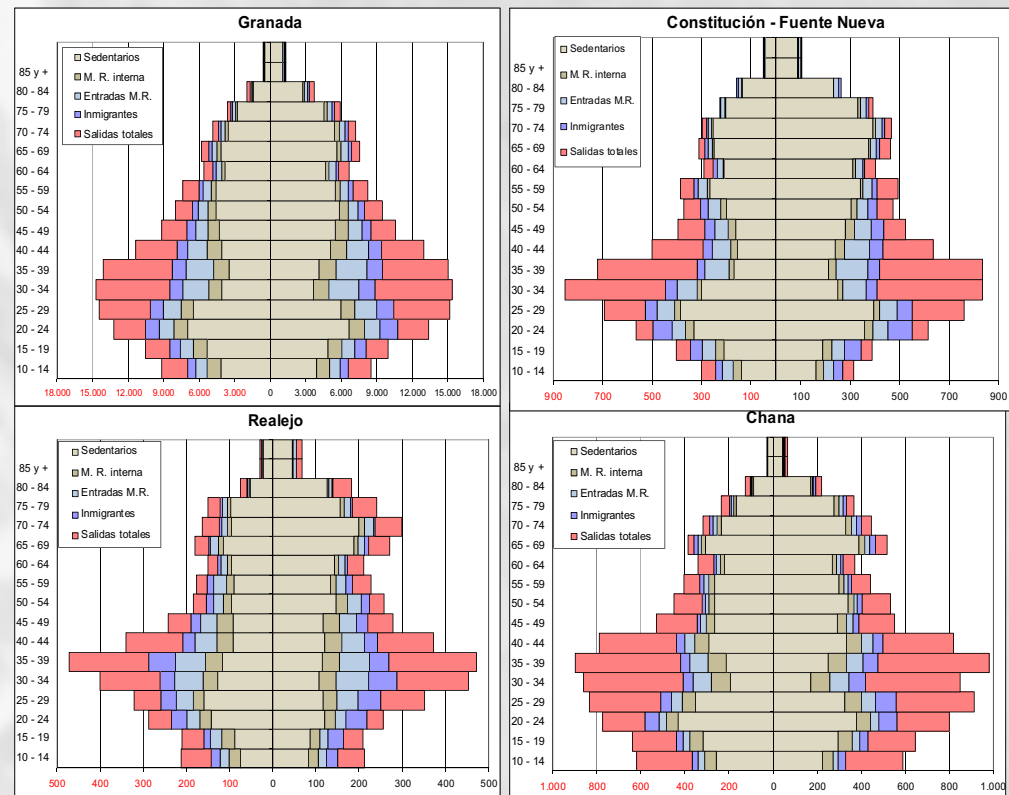 Granada
Sedentarios
M. R. interna
Entradas M.R.
Inmigrantes
Salidas totales
85 y +
80 - 84
75 - 79
70 - 74
65 - 69
60 - 64
55 - 59
50 - 54
45 - 49
40 - 44
35 - 39
30 - 34
25 - 29
20 - 24
15 - 19
10 - 14
18.000 15.000 12.000 9.000 6.000 3.000 0 3.000 6.000 9.000 12.000 15.000 18.000
Constitución - Fuente Nueva
Sedentarios
M. R. interna
Entradas M.R.
Inmigrantes
Salidas totales
85 y +
80 - 84
75 - 79
70 - 74
65 - 69
60 - 64
55 - 59
50 - 54
45 - 49
40 - 44
35 - 39
30 - 34
25 - 29
20 - 24
15 - 19
10 - 14
900 700 500 300 100 100 300 500 700 900
Realejo
Sedentarios
M. R. interna
Entradas M.R.
Inmigrantes
Salidas totales
85 y +
80 - 84
75 - 79
70 - 74
65 - 69
60 - 64
55 - 59
50 - 54
45 - 49
40 - 44
35 - 39
30 - 34
25 - 29
20 - 24
15 - 19
10 - 14
500 400 300 200 100 0 100 200 300 400 500
Chana
Sedentarios
M. R. interna
Entradas M.R.
Inmigrantes
Salidas totales
85 y +
80 - 84
75 - 79
70 - 74
65 - 69
60 - 64
55 - 59
50 - 54
45 - 49
40 - 44
35 - 39
30 - 34
25 - 29
20 - 24
15 - 19
10 - 14
1.000 800 600 400 200 0 200 400 600 800 1.000